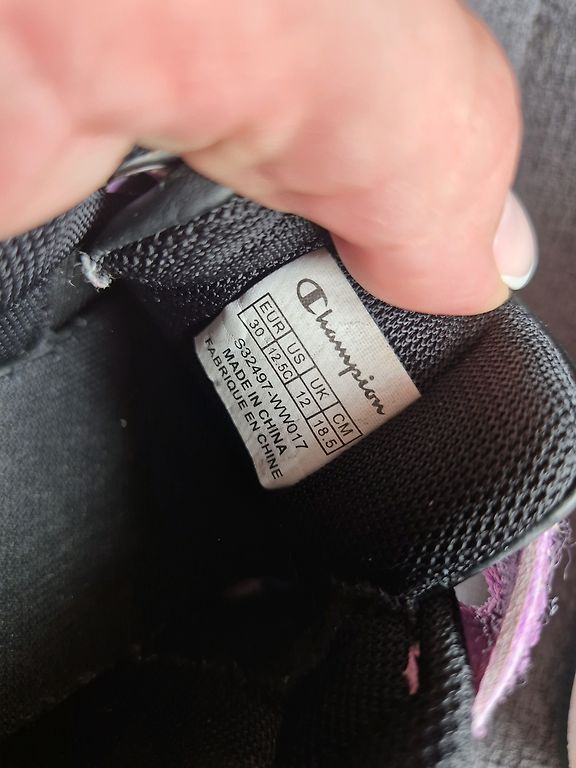 Champion
EUR US UK CM
30 12.5C 12 18.5
S32497-WW017
MADE IN CHINA
FABRIQUE EN CHINE